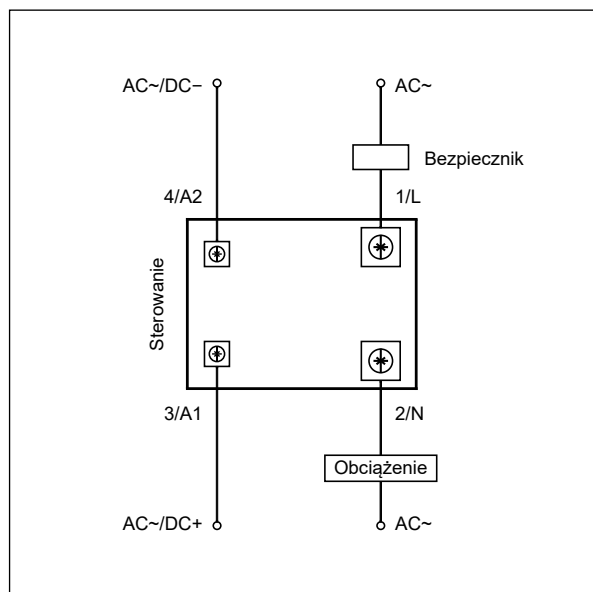 AC~/DC−
AC~
Bezpiecznik
4/A2
1/L
Sterowanie
3/A1
2/N
Obciążenie
AC~/DC+
AC~